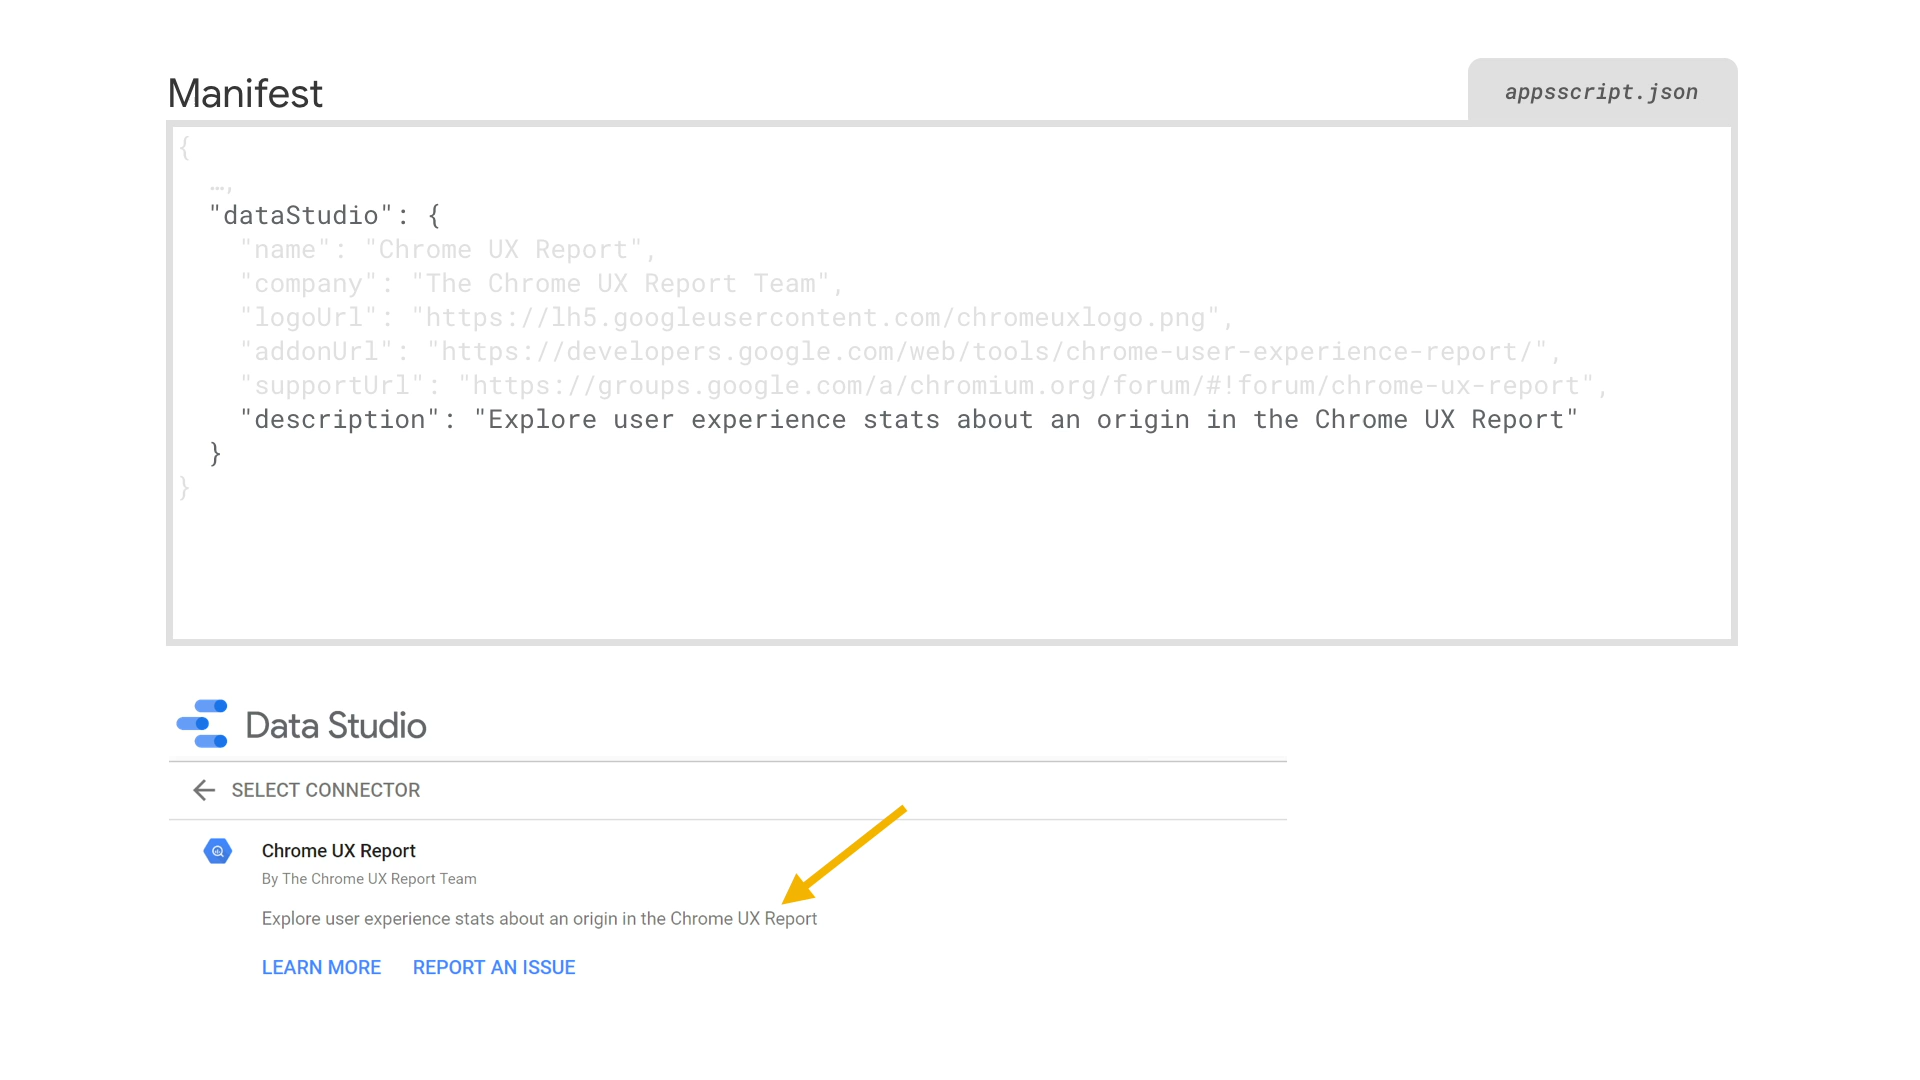 Manifest
appsscript.json
{
…,
"dataStudio": {
"name": "Chrome UX Report",
"company": "The Chrome UX Report Team",
"logoUrl": "https://lh5.googleusercontent.com/chromeuxlogo.png",
"addonUrl": "https://developers.google.com/web/tools/chrome-user-experience-report/",
"supportUrl": "https://groups.google.com/a/chromium.org/forum/#!forum/chrome-ux-report",
"description": "Explore user experience stats about an origin in the Chrome UX Report"
}
}
Data Studio
SELECT CONNECTOR
Chrome UX Report
By The Chrome UX Report Team
Explore user experience stats about an origin in the Chrome UX Report
LEARN MORE REPORT AN ISSUE